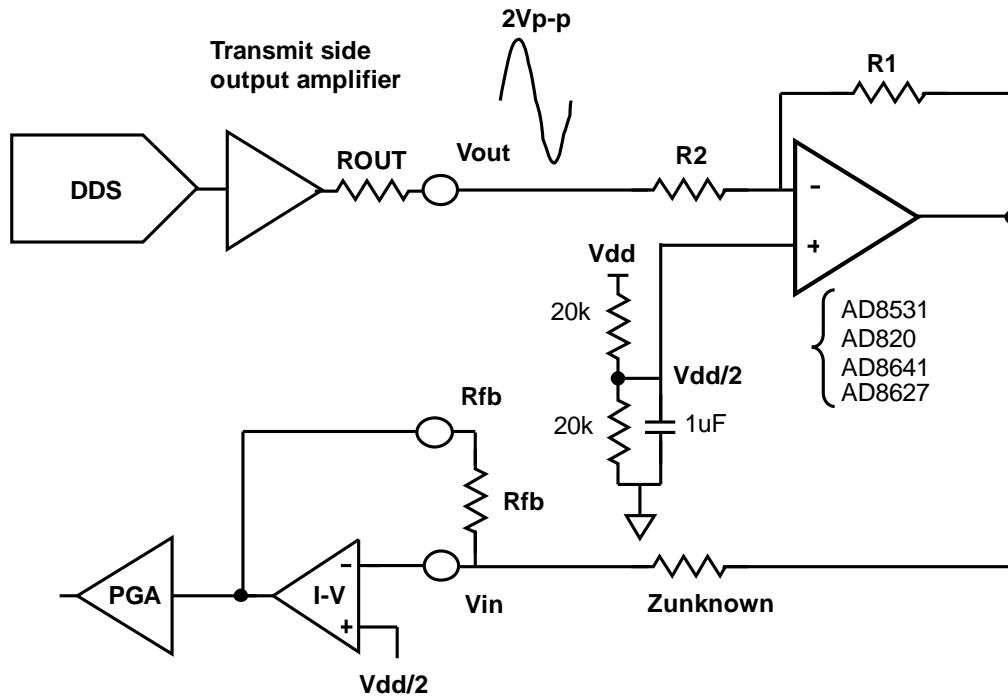 2Vp-p
Transmit side
output amplifier
R1
DDS
ROUT
Vout
R2
-
+
Vdd
20k
Vdd/2
20k
1uF
AD8531
AD820
AD8641
AD8627
Rfb
Rfb
PGA
I-V
-
+
Vin
Zunknown
Vdd/2